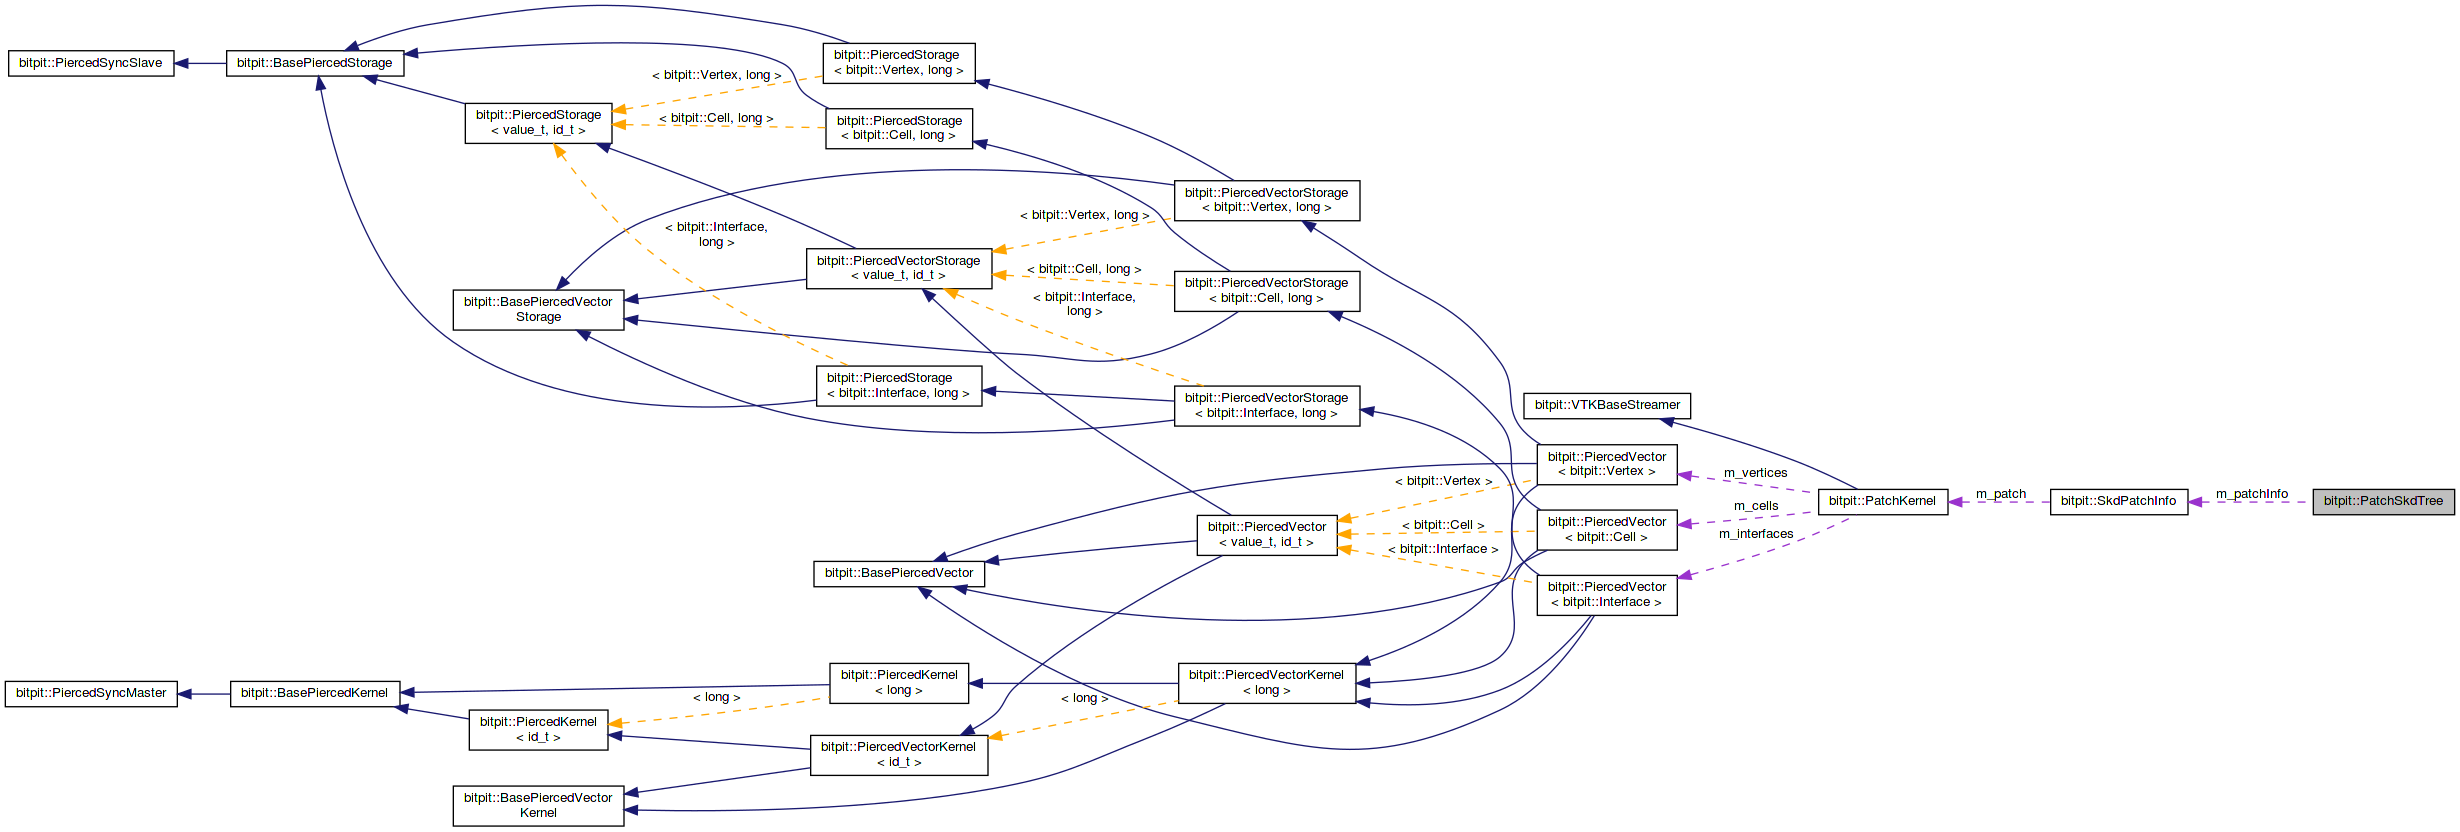 bitpit::PiercedSyncSlave
bitpit::BasePiercedStorage
bitpit::PiercedStorage
< bitpit::Vertex, long >
< bitpit::Vertex, long >
bitpit::PiercedStorage
< value_t, id_t >
< bitpit::Cell, long >
bitpit::PiercedStorage
< bitpit::Cell, long >
bitpit::PiercedVectorStorage
< bitpit::Vertex, long >
< bitpit::Vertex, long >
< bitpit::Interface,
long >
bitpit::PiercedVectorStorage
< value_t, id_t >
< bitpit::Cell, long >
bitpit::PiercedVectorStorage
< bitpit::Cell, long >
< bitpit::Interface,
long >
bitpit::BasePiercedVector
Storage
bitpit::PiercedStorage
< bitpit::Interface, long >
bitpit::PiercedVectorStorage
< bitpit::Interface, long >
bitpit::VTKBaseStreamer
bitpit::PiercedVector
< bitpit::Vertex >
m_vertices
< bitpit::Vertex >
bitpit::PatchKernel
m_patch
bitpit::SkdPatchInfo
m_patchInfo
bitpit::PatchSkdTree
m_cells
bitpit::PiercedVector
< value_t, id_t >
< bitpit::Cell >
bitpit::PiercedVector
< bitpit::Cell >
m_interfaces
< bitpit::Interface >
bitpit::BasePiercedVector
bitpit::PiercedVector
< bitpit::Interface >
bitpit::PiercedSyncMaster
bitpit::BasePiercedKernel
bitpit::PiercedKernel
< long >
bitpit::PiercedVectorKernel
< long >
< long >
< long >
bitpit::PiercedKernel
< id_t >
bitpit::PiercedVectorKernel
< id_t >
bitpit::BasePiercedVector
Kernel